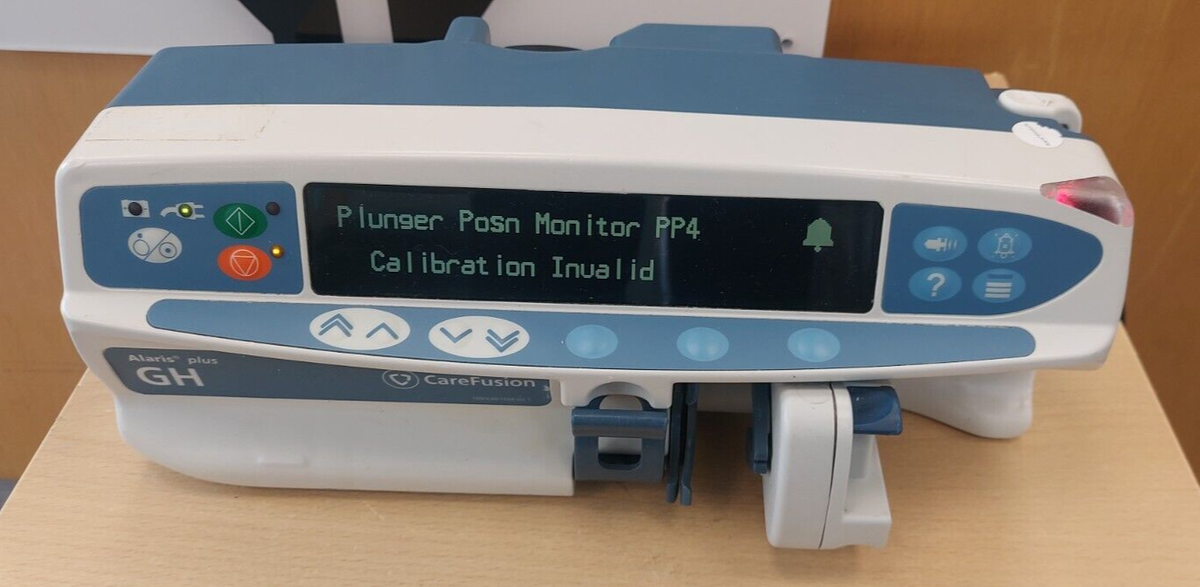 Plunger Posn Monitor PP4
Calibration Invalid
?
Alaris® plus
GH
CareFusion